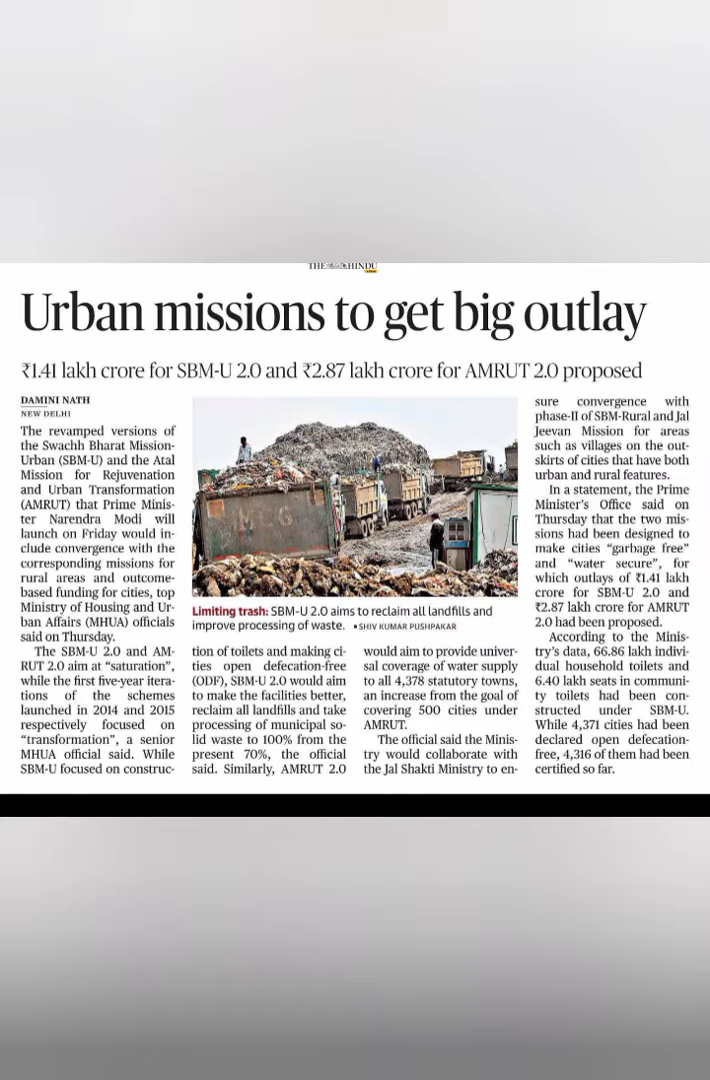 THE HINDU
Urban missions to get big outlay
₹1.41 lakh crore for SBM-U 2.0 and ₹2.87 lakh crore for AMRUT 2.0 proposed
DAMINI NATH
NEW DELHI
The revamped versions of
the Swachh Bharat Mission-
Urban (SBM-U) and the Atal
Mission for Rejuvenation
and Urban Transformation
(AMRUT) that Prime Minis-
ter Narendra Modi will
launch on Friday would in-
clude convergence with the
corresponding missions for
rural areas and outcome-
based funding for cities, top
Ministry of Housing and Ur-
ban Affairs (MHUA) officials
said on Thursday.
The SBM-U 2.0 and AM-
RUT 2.0 aim at “saturation”,
while the first five-year itera-
tions of the schemes
launched in 2014 and 2015
respectively focused on
“transformation”, a senior
MHUA official said. While
SBM-U focused on construc-
Limiting trash: SBM-U 2.0 aims to reclaim all landfills and
improve processing of waste. ▪ SHIV KUMAR PUSHPAKAR
tion of toilets and making ci-
ties open defecation-free
(ODF), SBM-U 2.0 would aim
to make the facilities better,
reclaim all landfills and take
processing of municipal so-
lid waste to 100% from the
present 70%, the official
said. Similarly, AMRUT 2.0
would aim to provide univer-
sal coverage of water supply
to all 4,378 statutory towns,
an increase from the goal of
covering 500 cities under
AMRUT.
The official said the Minis-
try would collaborate with
the Jal Shakti Ministry to en-
sure convergence with
phase-II of SBM-Rural and Jal
Jeevan Mission for areas
such as villages on the out-
skirts of cities that have both
urban and rural features.
In a statement, the Prime
Minister’s Office said on
Thursday that the two mis-
sions had been designed to
make cities “garbage free”
and “water secure”, for
which outlays of ₹1.41 lakh
crore for SBM-U 2.0 and
₹2.87 lakh crore for AMRUT
2.0 had been proposed.
According to the Minis-
try’s data, 66.86 lakh indivi-
dual household toilets and
6.40 lakh seats in communi-
ty toilets had been con-
structed under SBM-U.
While 4,371 cities had been
declared open defecation-
free, 4,316 of them had been
certified so far.